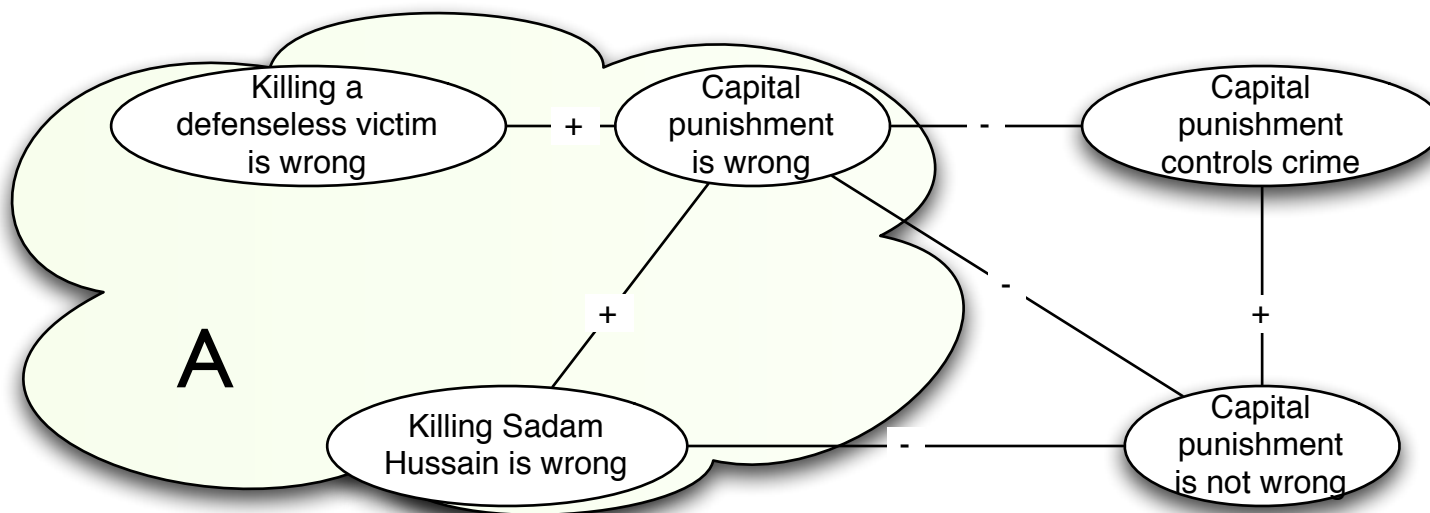 Killing a
defenseless victim
is wrong
+
Capital
punishment
is wrong
-
Capital
punishment
controls crime
-
+
+
A
Killing Sadam
Hussain is wrong
-
Capital
punishment
is not wrong